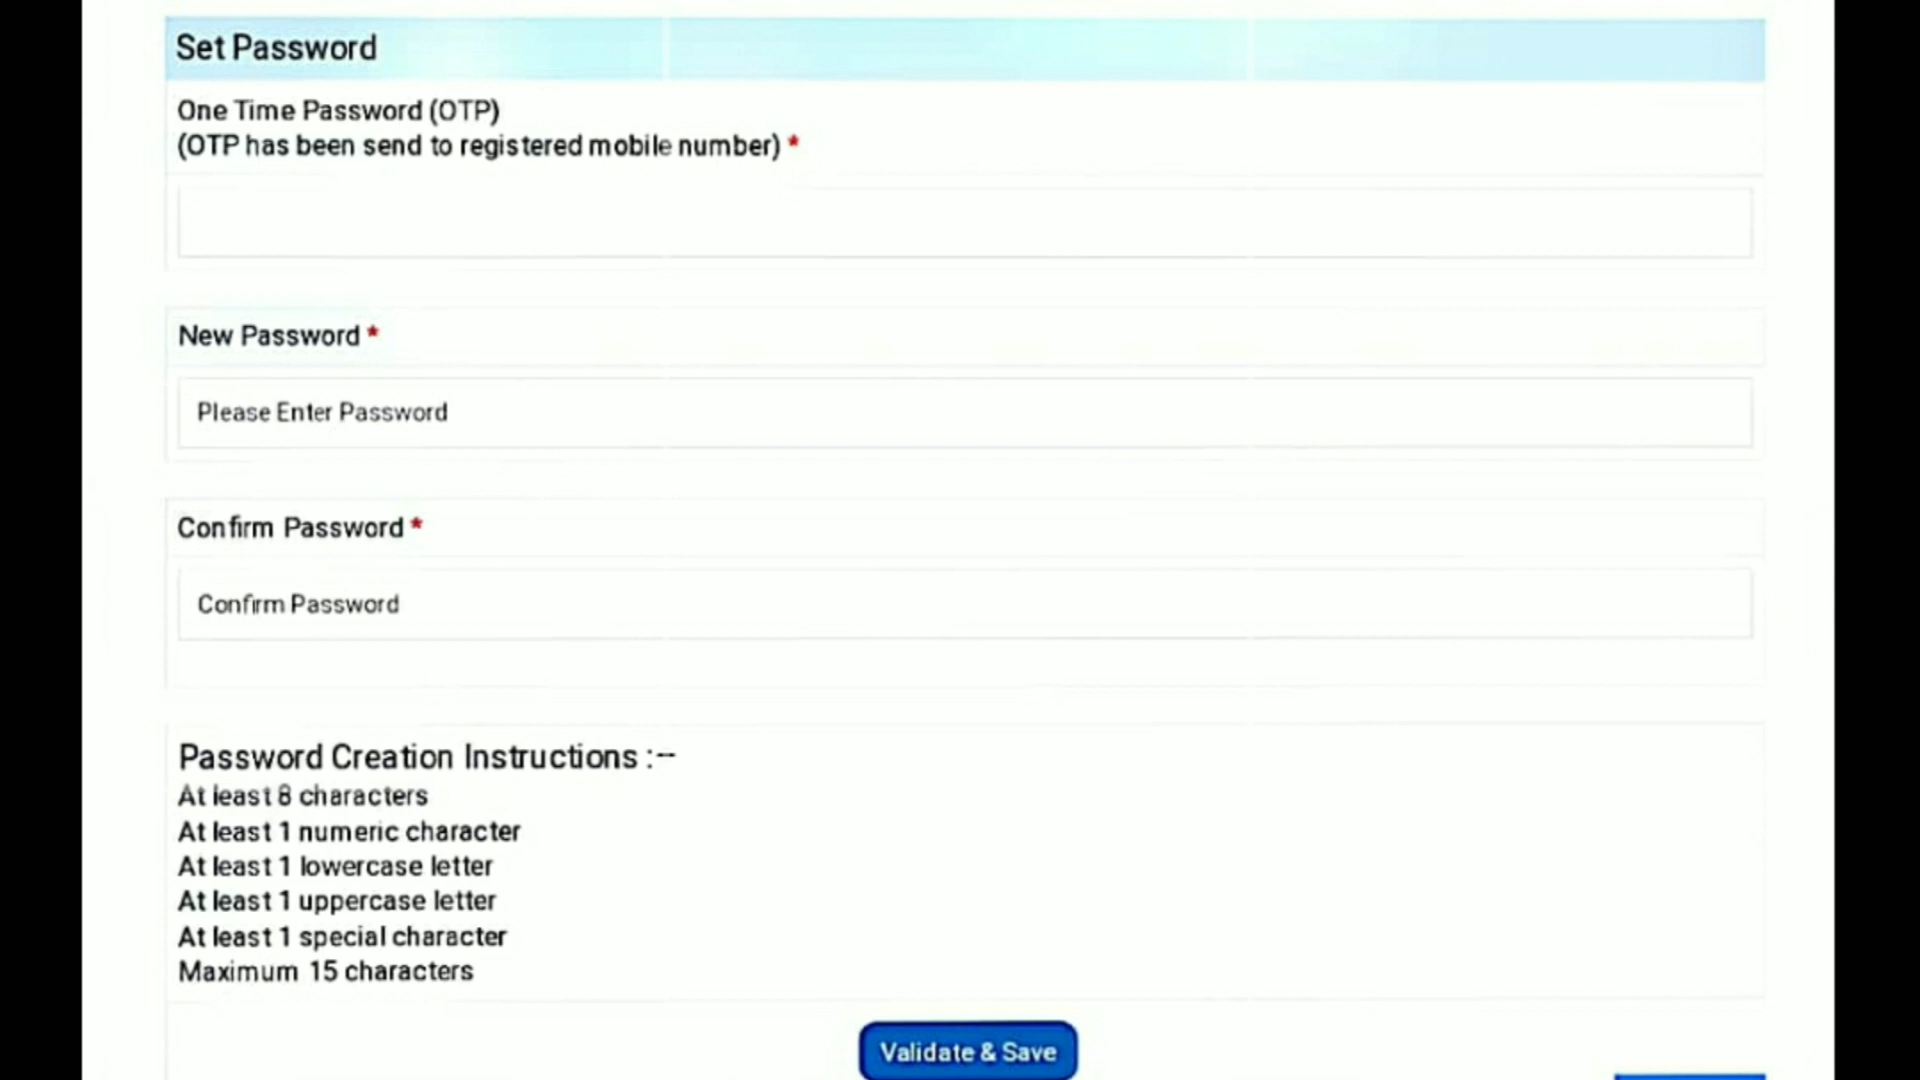 Set Password
One Time Password (OTP)
(OTP has been send to registered mobile number) *
New Password *
Please Enter Password
Confirm Password *
Confirm Password
Password Creation Instructions :--
At least 8 characters
At least 1 numeric character
At least 1 lowercase letter
At least 1 uppercase letter
At least 1 special character
Maximum 15 characters
Validate & Save